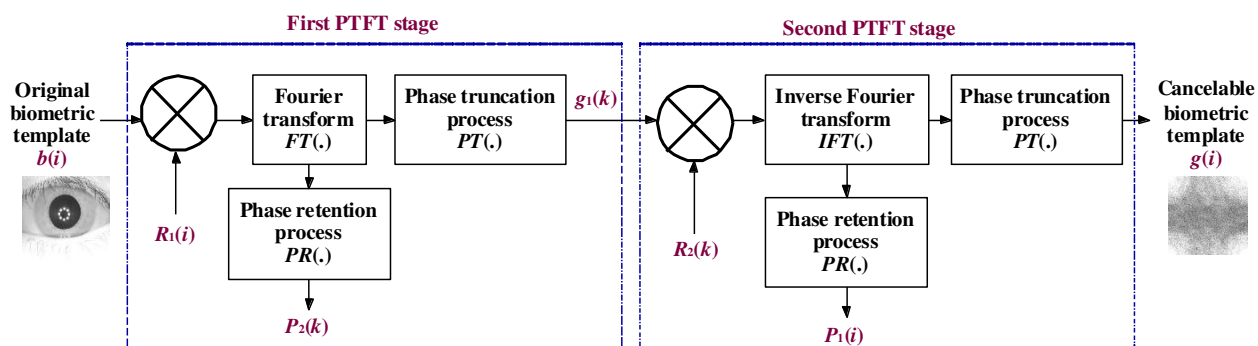 First PTFT stage
Second PTFT stage
Original
biometric
template
b(i)
R1(i)
Fourier
transform
FT(.)
Phase truncation
process
PT(.)
g1(k)
Phase retention
process
PR(.)
P2(k)
R2(k)
Inverse Fourier
transform
IFT(.)
Phase truncation
process
PT(.)
Phase retention
process
PR(.)
P1(i)
Cancelable
biometric
template
g(i)